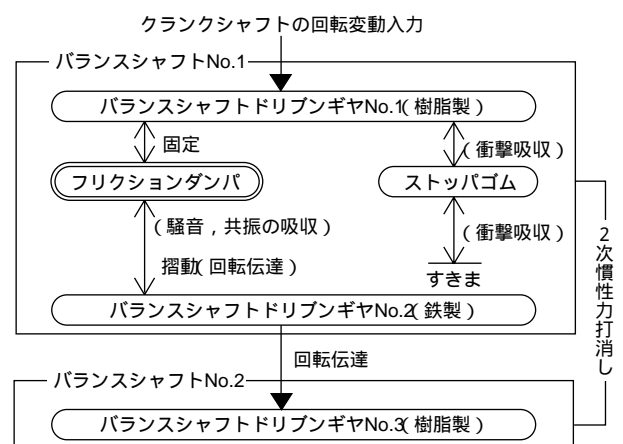 クランクシャフトの回転変動入力
バランスシャフトNo.1
バランスシャフトドリブンギヤNo.1(樹脂製)
固定
(衝撃吸収)
フリクションダンパ
ストッパゴム
(騒音,共振の吸収)
(衝撃吸収)
摺動(回転伝達)
すきま
バランスシャフトドリブンギヤNo.2(鉄製)
2次慣性力打消し
回転伝達
バランスシャフトNo.2
バランスシャフトドリブンギヤNo.3(樹脂製)